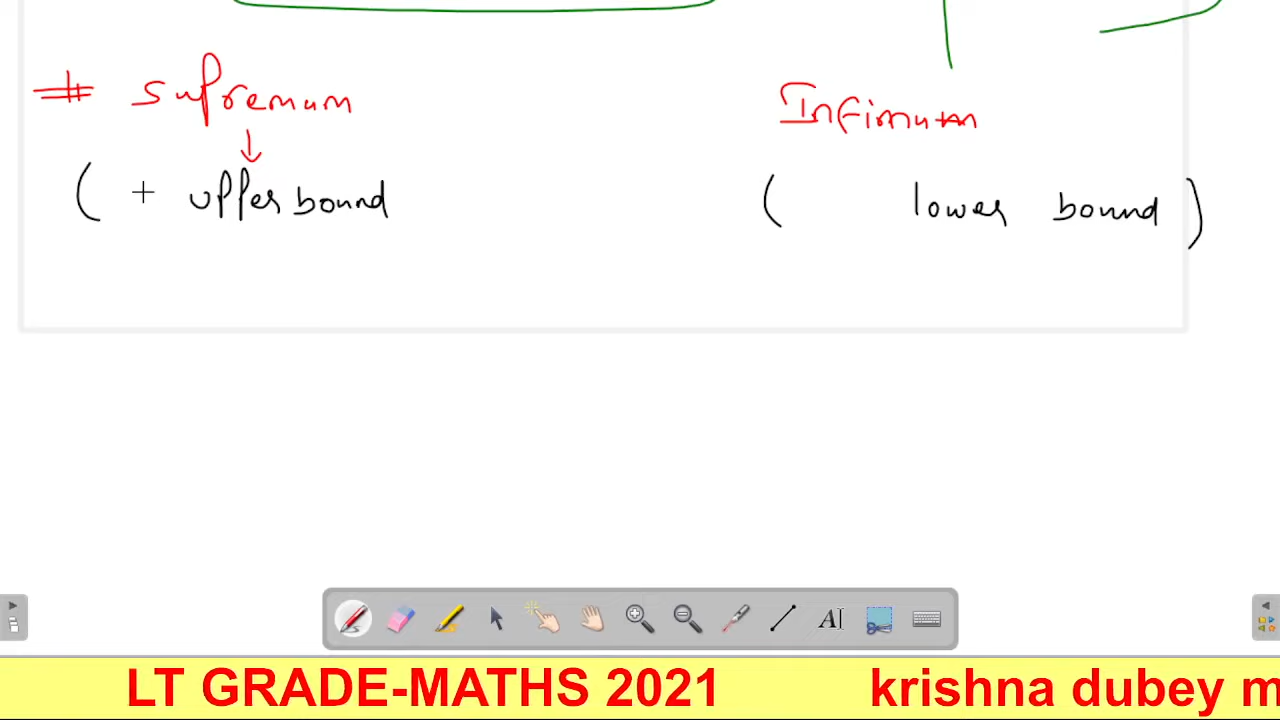 # Supremum
Infimum
( upper bound
( lower bound )
LT GRADE-MATHS 2021 krishna dubey m